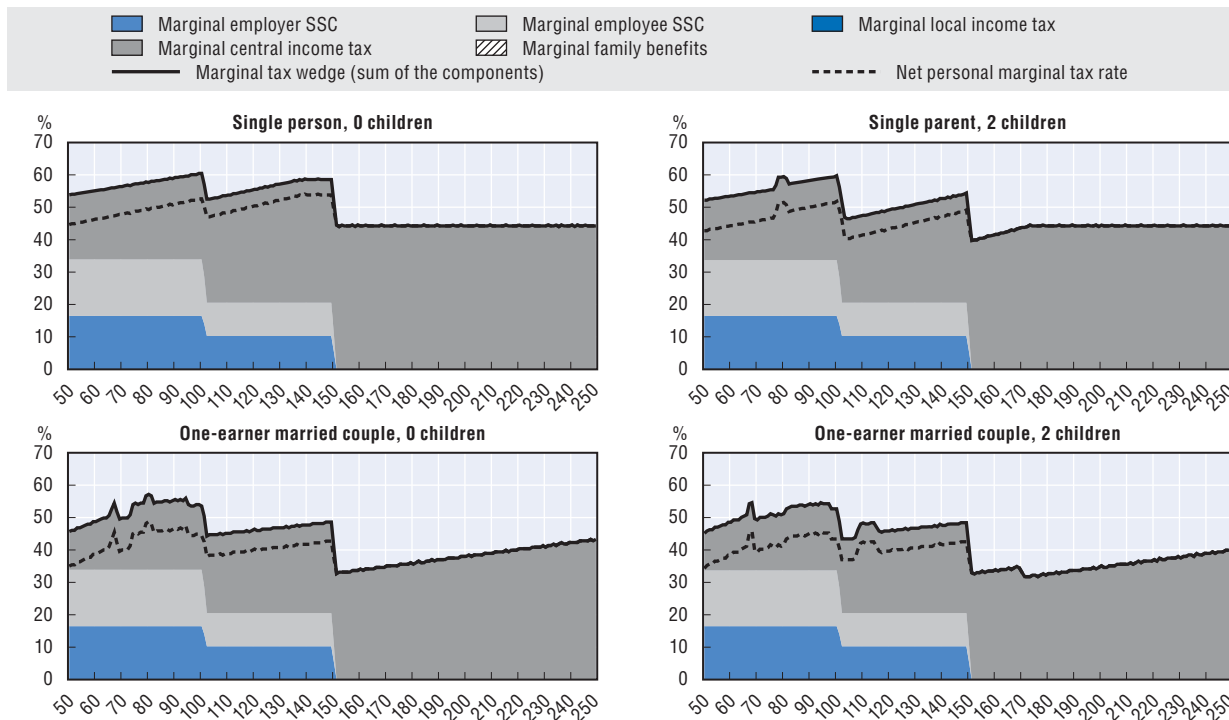 Marginal employer SSC Marginal employee SSC Marginal local income tax
Marginal central income tax Marginal family benefits
Marginal tax wedge (sum of the components) Net personal marginal tax rate
% Single person, 0 children
70
60
50
40
30
20
10
0
50 60 70 80 90 100 110 120 130 140 150 160 170 180 190 200 210 220 230 240 250
% Single parent, 2 children
70
60
50
40
30
20
10
0
50 60 70 80 90 100 110 120 130 140 150 160 170 180 190 200 210 220 230 240 250
% One-earner married couple, 0 children
70
60
50
40
30
20
10
0
50 60 70 80 90 100 110 120 130 140 150 160 170 180 190 200 210 220 230 240 250
% One-earner married couple, 2 children
70
60
50
40
30
20
10
0
50 60 70 80 90 100 110 120 130 140 150 160 170 180 190 200 210 220 230 240 250